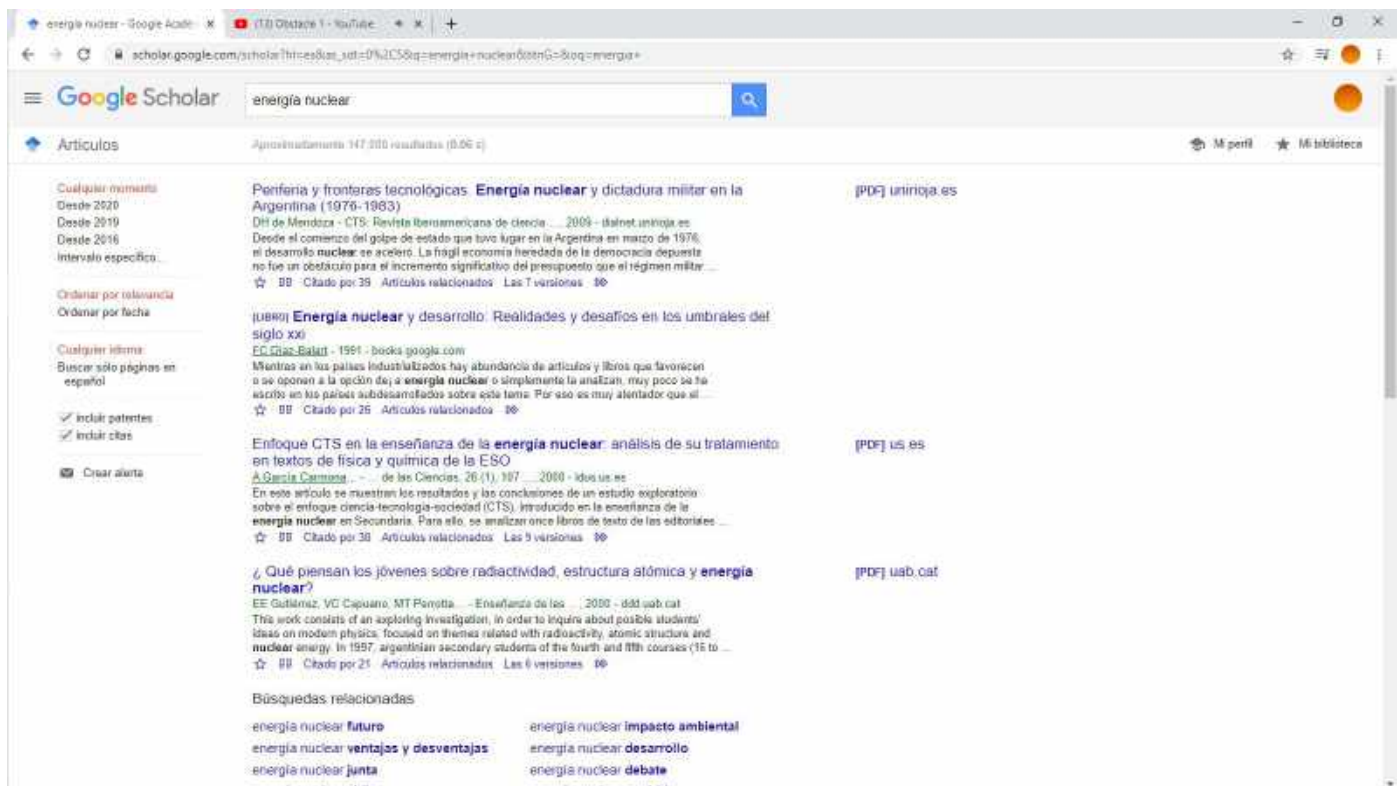 energía nuclear - Google Acadé
Obstacle 1 - YouTube
Google Scholar
energía nuclear
Artículos
Aproximadamente 147.000 resultados (0,06 s)
Mi perfil
Mi biblioteca
Cualquier momento
Desde 2020
Desde 2019
Desde 2016
Intervalo específico...
Ordenar por relevancia
Ordenar por fecha
Cualquier idioma
Buscar sólo páginas en
español
incluir patentes
incluir citas
Crear alerta
Periferia y fronteras tecnológicas. Energía nuclear y dictadura militar en la
Argentina (1976-1983)
[PDF] unirioja.es
DH de Mendoza - CTS: Revista iberoamericana de ciencia ..., 2009 - dialnet.unirioja.es
Desde el comienzo del golpe de estado que tuvo lugar en la Argentina en marzo de 1976,
el desarrollo nuclear se aceleró. La frágil economía heredada de la democracia depuesta
no fue un obstáculo para el incremento significativo del presupuesto que el régimen militar ...
Citado por 39 Artículos relacionados Las 7 versiones
[LIBRO] Energía nuclear y desarrollo: Realidades y desafíos en los umbrales del
siglo xxi
FC Díaz-Balart - 1991 - books.google.com
Mientras en los países industrializados hay abundancia de artículos y libros que favorecen
o se oponen a la opción de¡ a energía nuclear o simplemente la analizan, muy poco se ha
escrito en los países subdesarrollados sobre este tema. Por eso es muy alentador que el ...
Citado por 26 Artículos relacionados
Enfoque CTS en la enseñanza de la energía nuclear: análisis de su tratamiento
en textos de física y química de la ESO
[PDF] us.es
A García Carmona... - ... de las Ciencias, 26 (1), 107 ..., - idus.us.es
En este artículo se muestran los resultados y las conclusiones de un estudio exploratorio
sobre el enfoque ciencia-tecnología-sociedad (CTS), introducido en la enseñanza de la
energía nuclear en Secundaria. Para ello, se analizan once libros de texto de las editoriales ...
Citado por 38 Artículos relacionados Las 9 versiones
¿ Qué piensan los jóvenes sobre radiactividad, estructura atómica y energía
nuclear?
[PDF] uab.cat
EE Gutiérrez, VC Capuano, MT Perrotta... - Enseñanza de las ..., 2000 - ddd.uab.cat
This work consists of an exploring investigation, in order to inquire about posible students'
ideas on modern physics, focused on themes related with radioactivity, atomic structure and
nuclear energy. In 1997, argentinian secondary students of the fourth and fifth courses (16 to ...
Citado por 21 Artículos relacionados Las 6 versiones
Búsquedas relacionadas
energía nuclear futuro
energía nuclear impacto ambiental
energía nuclear ventajas y desventajas
energía nuclear desarrollo
energía nuclear junta
energía nuclear debate